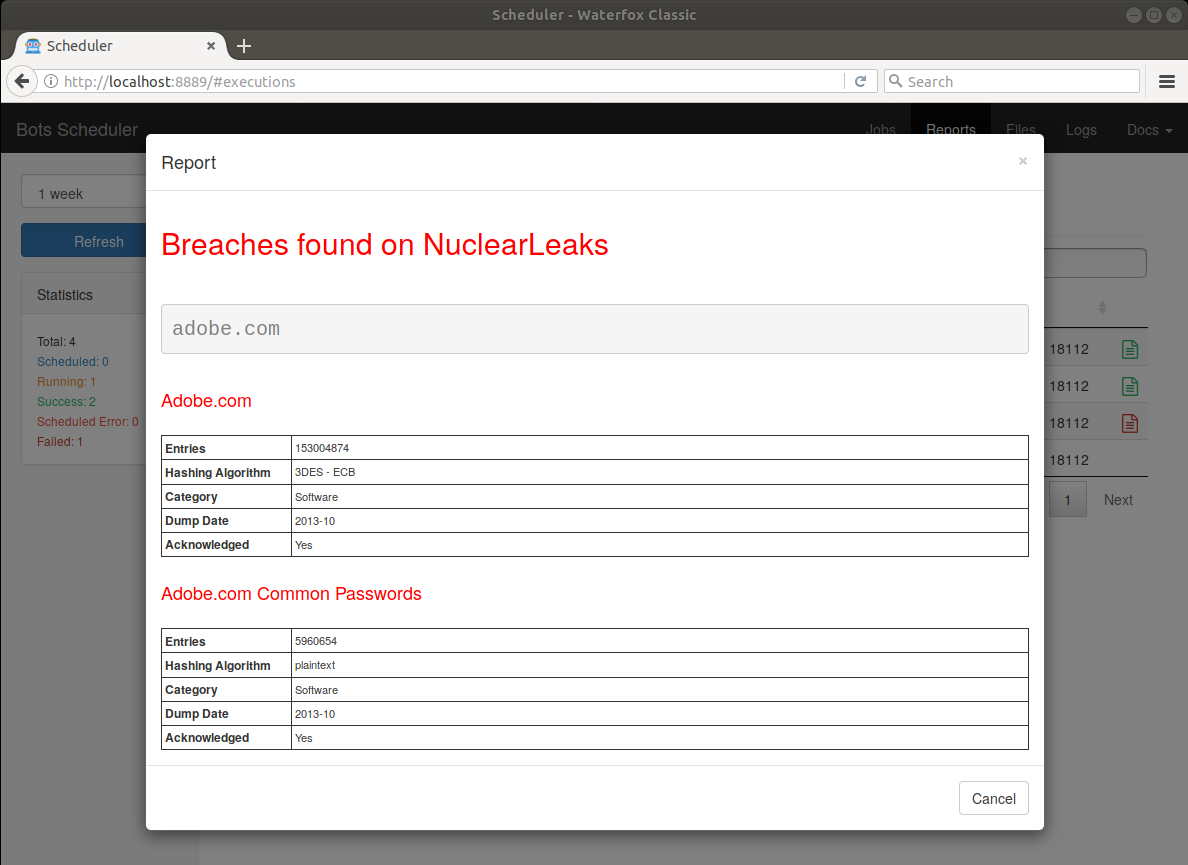 Scheduler - Waterfox Classic
Scheduler
http://localhost:8889/#executions
Search
Bots Scheduler
Jobs
Reports
Files
Logs
Docs
1 week
Refresh
Statistics
Total: 4
Scheduled: 0
Running: 1
Success: 2
Scheduled Error: 0
Failed: 1
Report
×
Breaches found on NuclearLeaks
adobe.com
Adobe.com
Entries 153004874
Hashing Algorithm 3DES - ECB
Category Software
Dump Date 2013-10
Acknowledged Yes
Adobe.com Common Passwords
Entries 5960654
Hashing Algorithm plaintext
Category Software
Dump Date 2013-10
Acknowledged Yes
Cancel
18112
18112
18112
18112
1 Next